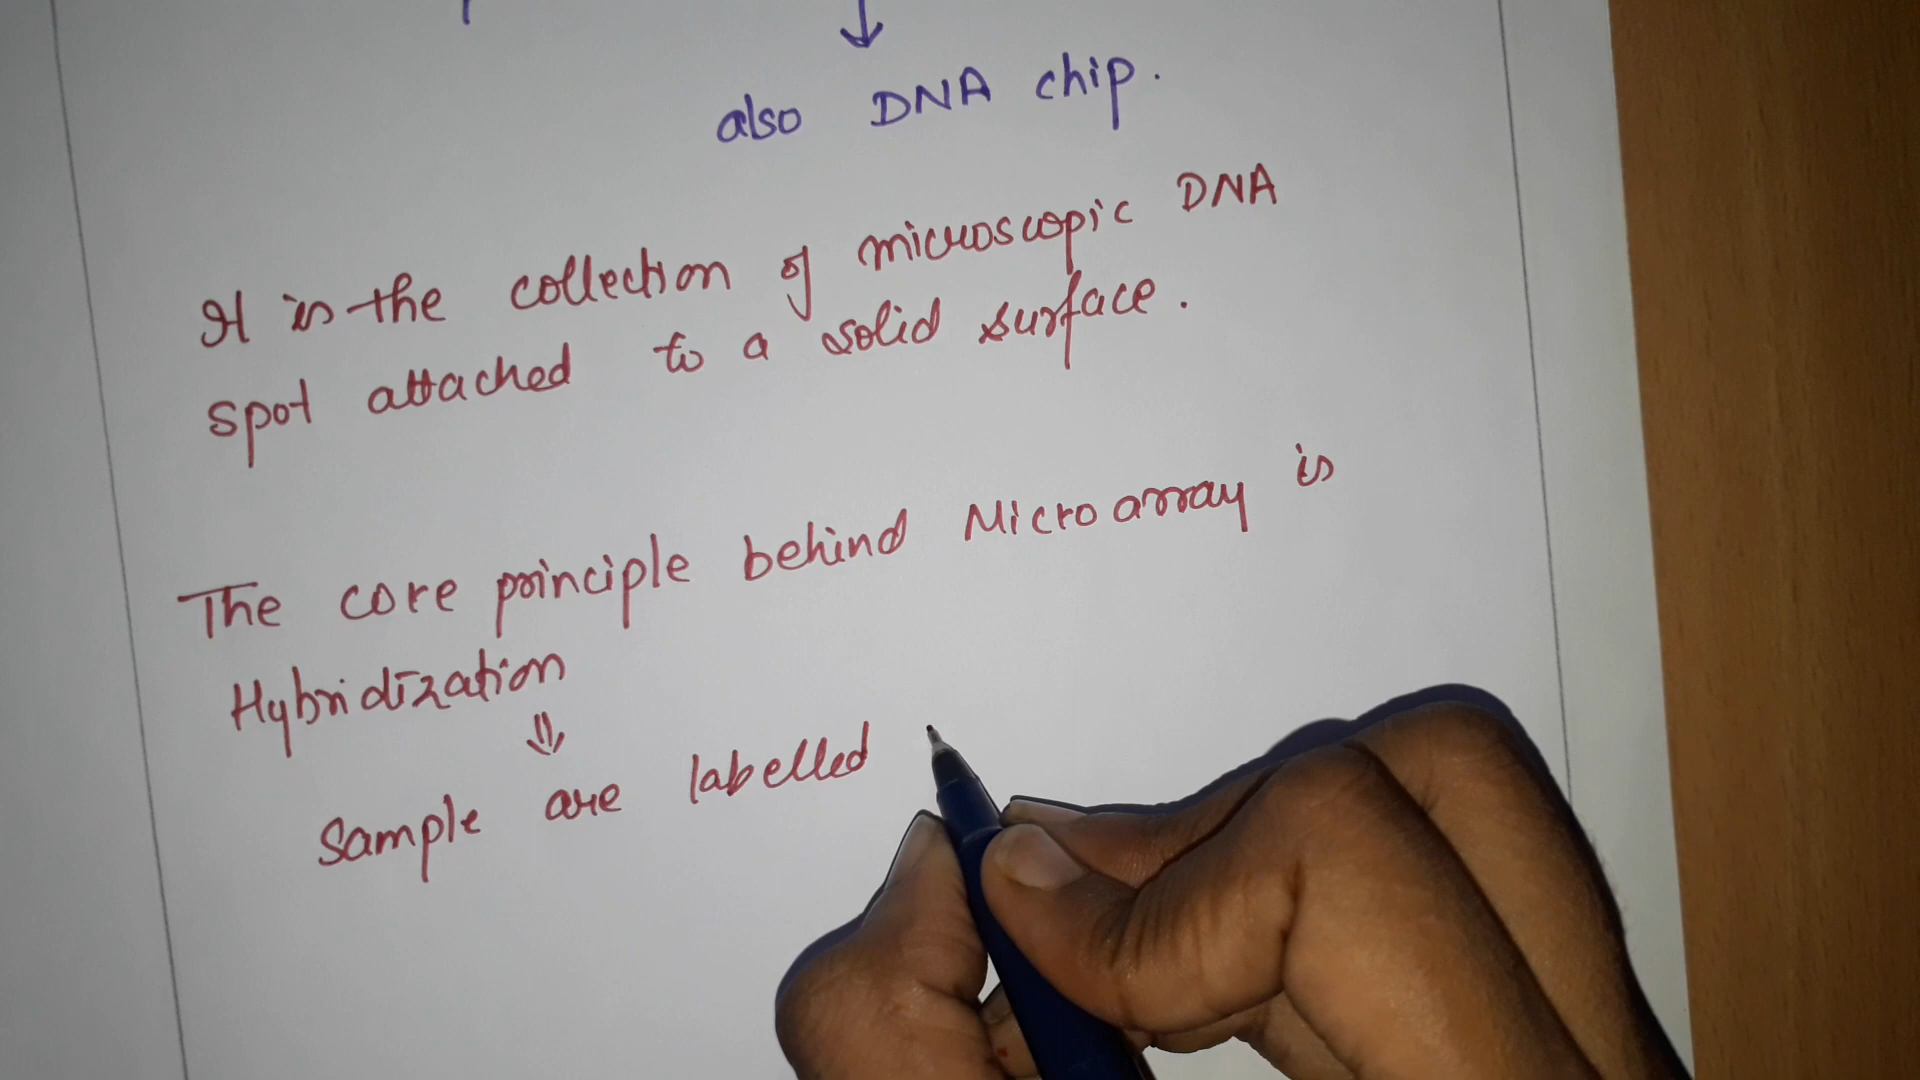 ↓
also DNA chip.
It is the collection of microscopic DNA
spot attached to a solid surface.
The core principle behind Microarray is
Hybridization
⇓
Sample are labelled